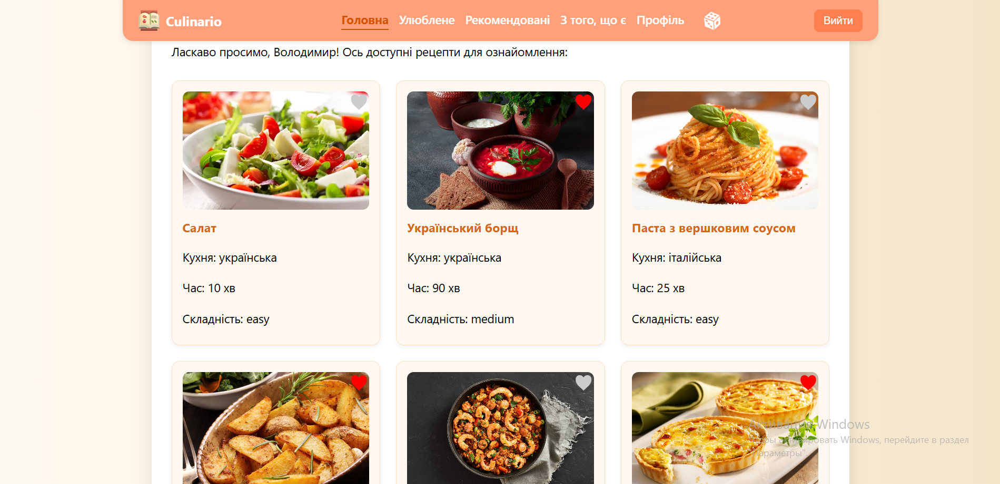 Culinario
Головна Улюблене Рекомендовані З того, що є Профіль
Выйти
Ласкаво просимо, Володимир! Ось доступні рецепти для ознайомлення:
Салат
Кухня: українська
Час: 10 хв
Складність: easy
Український борщ
Кухня: українська
Час: 90 хв
Складність: medium
Паста з вершковим соусом
Кухня: італійська
Час: 25 хв
Складність: easy
Активация Windows
Чтобы активировать Windows, перейдите в раздел
"Параметры".